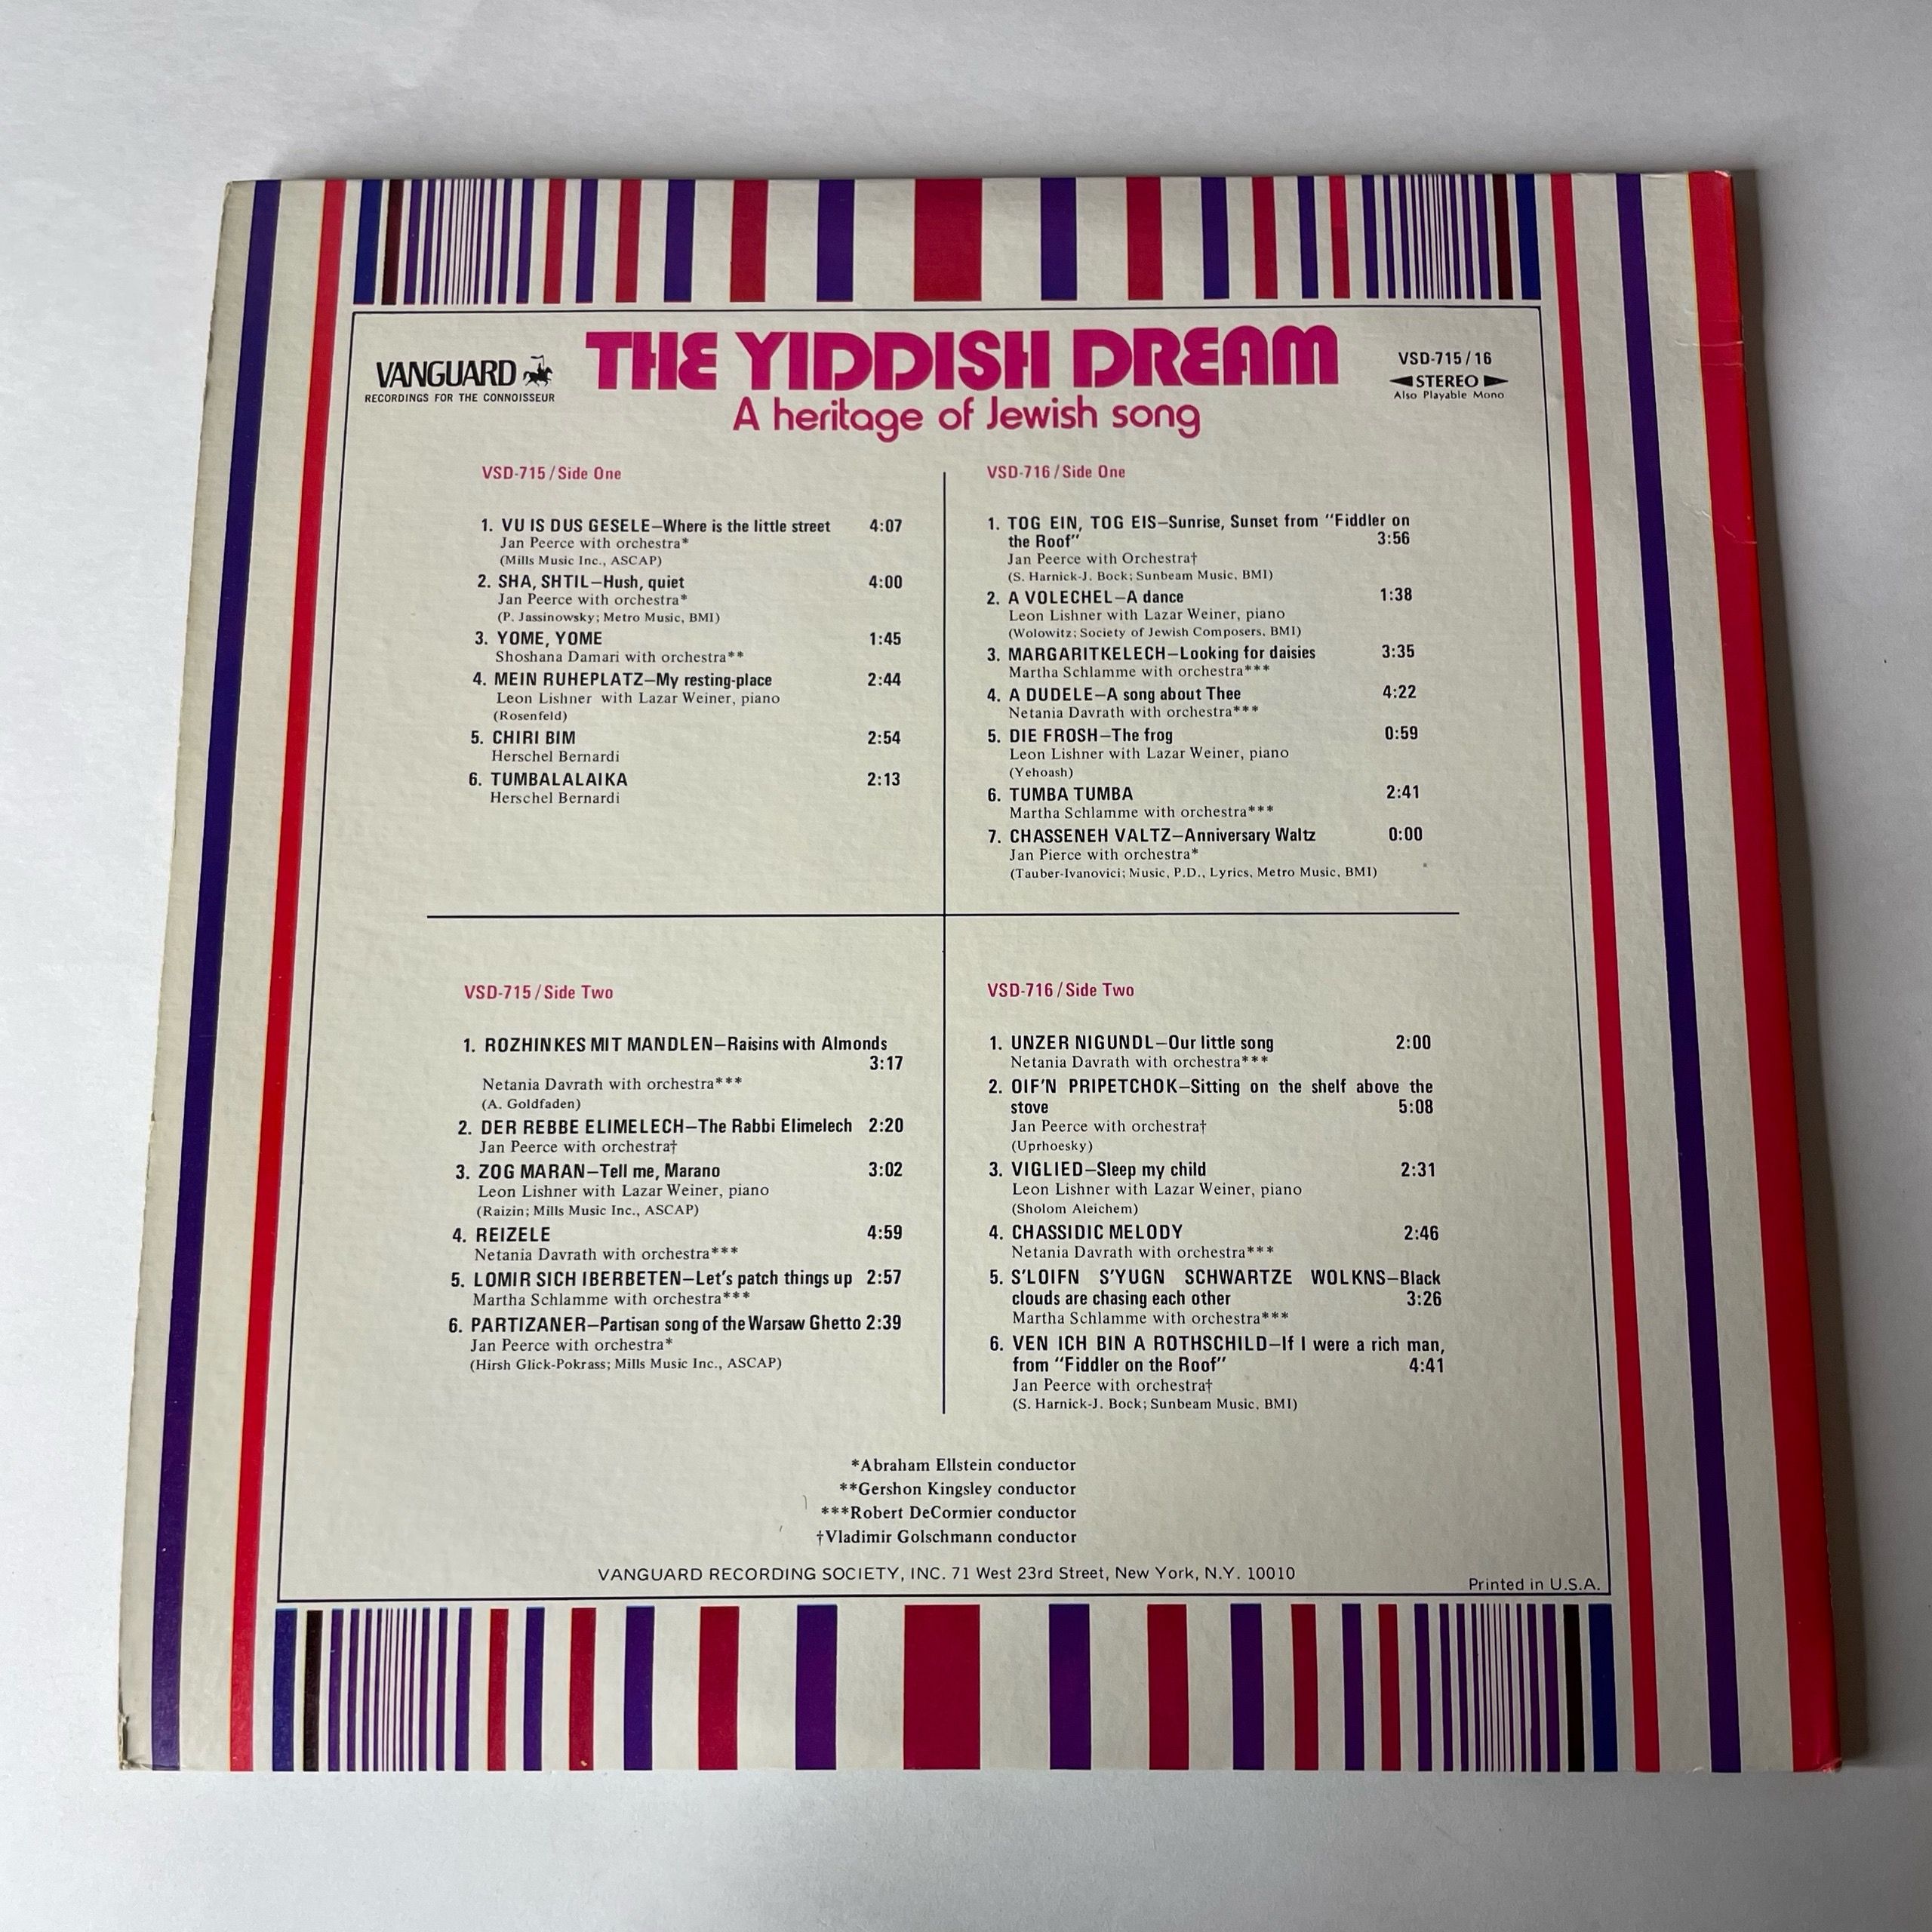 THE YIDDISH DREAM
A heritage of Jewish song
VANGUARD
RECORDINGS FOR THE CONNOISSEUR
VSD-715/16
STEREO
Also Playable Mono
VSD-715/Side One
1. VU IS DUS GESELE—Where is the little street 4:07
Jan Peerce with orchestra*
(Mills Music Inc., ASCAP)
2. SHA, SHTIL—Hush, quiet 4:00
Jan Peerce with orchestra*
(P. Jassinowsky; Metro Music, BMI)
3. YOME, YOME 1:45
Shoshana Damari with orchestra**
4. MEIN RUHEPLATZ—My resting-place 2:44
Leon Lishner with Lazar Weiner, piano
(Rosenfeld)
5. CHIRI BIM 2:54
Herschel Bernardi
6. TUMBALALAIKA 2:13
Herschel Bernardi
VSD-716/Side One
1. TOG EIN, TOG EIS—Sunrise, Sunset from "Fiddler on
the Roof" 3:56
Jan Peerce with Orchestra†
(S. Harnick-J. Bock; Sunbeam Music, BMI)
2. A VOLECHEL—A dance 1:38
Leon Lishner with Lazar Weiner, piano
(Wolowitz; Society of Jewish Composers, BMI)
3. MARGARITKELECH—Looking for daisies 3:35
Martha Schlamme with orchestra***
4. A DUDELE—A song about Thee 4:22
Netania Davrath with orchestra***
5. DIE FROSH—The frog 0:59
Leon Lishner with Lazar Weiner, piano
(Yehoash)
6. TUMBA TUMBA 2:41
Martha Schlamme with orchestra***
7. CHASSENEH VALTZ—Anniversary Waltz 0:00
Jan Pierce with orchestra*
(Tauber-Ivanovici; Music, P.D., Lyrics, Metro Music, BMI)
VSD-715/Side Two
1. ROZHINKES MIT MANDLEN—Raisins with Almonds
3:17
Netania Davrath with orchestra***
(A. Goldfaden)
2. DER REBBE ELIMELECH—The Rabbi Elimelech 2:20
Jan Peerce with orchestra†
3. ZOG MARAN—Tell me, Marano 3:02
Leon Lishner with Lazar Weiner, piano
(Raizin; Mills Music Inc., ASCAP)
4. REIZELE 4:59
Netania Davrath with orchestra***
5. LOMIR SICH IBERBETEN—Let's patch things up 2:57
Martha Schlamme with orchestra***
6. PARTIZANER—Partisan song of the Warsaw Ghetto 2:39
Jan Peerce with orchestra*
(Hirsh Glick-Pokrass; Mills Music Inc., ASCAP)
VSD-716/Side Two
1. UNZER NIGUNDL—Our little song 2:00
Netania Davrath with orchestra***
2. OIF'N PRIPETCHOK—Sitting on the shelf above the
stove 5:08
Jan Peerce with orchestra†
(Uprhoesky)
3. VIGLIED—Sleep my child 2:31
Leon Lishner with Lazar Weiner, piano
(Sholom Aleichem)
4. CHASSIDIC MELODY 2:46
Netania Davrath with orchestra***
5. S'LOIFN S'YUGN SCHWARTZE WOLKNS—Black
clouds are chasing each other 3:26
Martha Schlamme with orchestra***
6. VEN ICH BIN A ROTHSCHILD—If I were a rich man,
from "Fiddler on the Roof" 4:41
Jan Peerce with orchestra†
(S. Harnick-J. Bock; Sunbeam Music, BMI)
*Abraham Ellstein conductor
**Gershon Kingsley conductor
***Robert DeCormier conductor
†Vladimir Golschmann conductor
VANGUARD RECORDING SOCIETY, INC. 71 West 23rd Street, New York, N.Y. 10010
Printed in U.S.A.